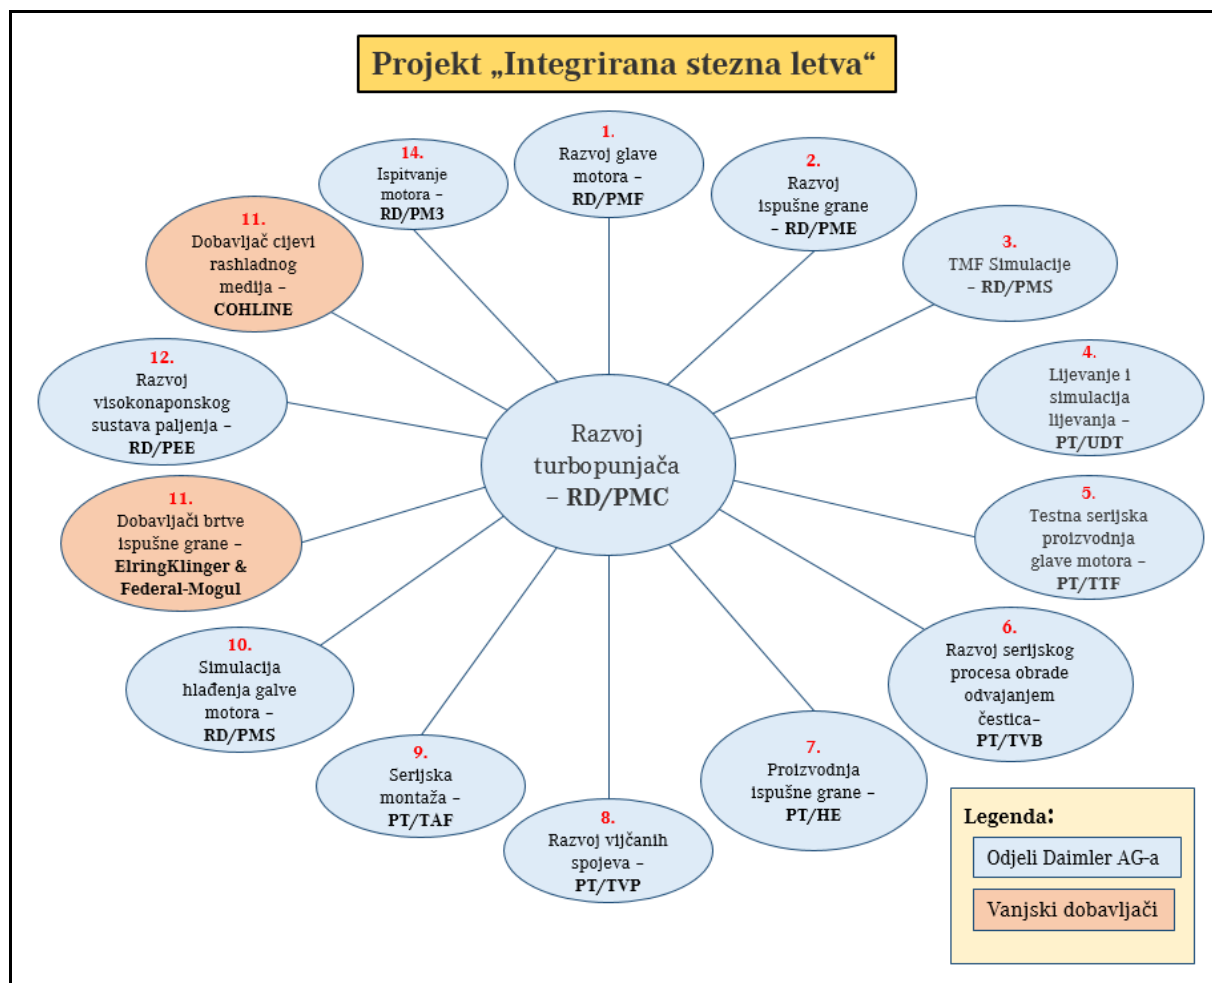 Projekt „Integrirana stezna letva“
1.
Razvoj glave
motora –
RD/PMF
2.
Razvoj
ispušne grane
– RD/PME
3.
TMF Simulacije
– RD/PMS
4.
Lijevanje i
simulacija
lijevanja –
PT/UDT
5.
Testna serijska
proizvodnja
glave motora –
PT/TTF
6.
Razvoj serijskog
procesa obrade
odvajanjem
čestica–
PT/TVB
7.
Proizvodnja
ispušne grane –
PT/HE
8.
Razvoj vijčanih
spojeva –
PT/TVP
9.
Serijska
montaža –
PT/TAF
10.
Simulacija
hlađenja galve
motora –
RD/PMS
11.
Dobavljači brtve
ispušne grane –
ElringKlinger &
Federal-Mogul
12.
Razvoj
visokonaponskog
sustava paljenja –
RD/PEE
11.
Dobavljač cijevi
rashladnog
medija –
COHLINE
14.
Ispitvanje
motora –
RD/PM3
Razvoj
turbopunjača
– RD/PMC
Legenda:
Odjeli Daimler AG-a
Vanjski dobavljači